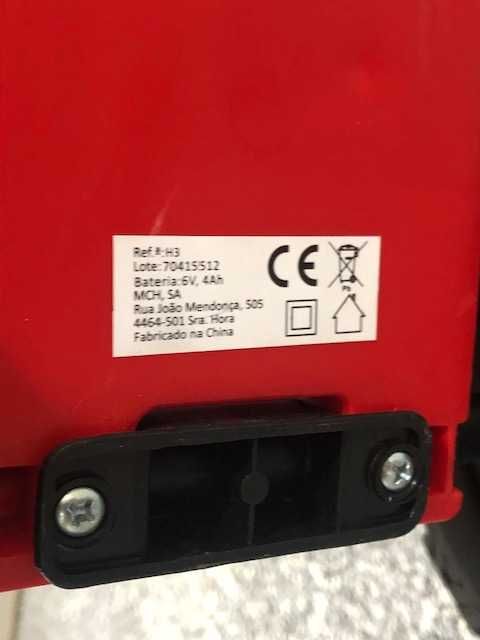 Ref.ª:H3
Lote:70415512
Bateria:6V, 4Ah
MCH, SA
Rua João Mendonça, 505
4464-501 Sra. Hora
Fabricado na China
CE
Pb